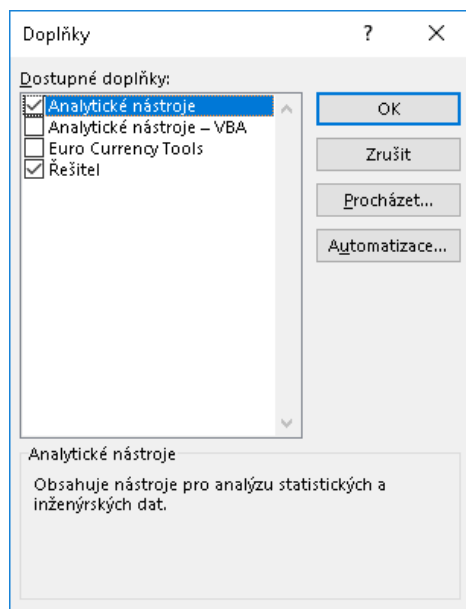 Doplňky
?
Dostupné doplňky:
Analytické nástroje
Analytické nástroje – VBA
Euro Currency Tools
Řešitel
OK
Zrušit
Procházet...
Automatizace...
Analytické nástroje
Obsahuje nástroje pro analýzu statistických a
inženýrských dat.